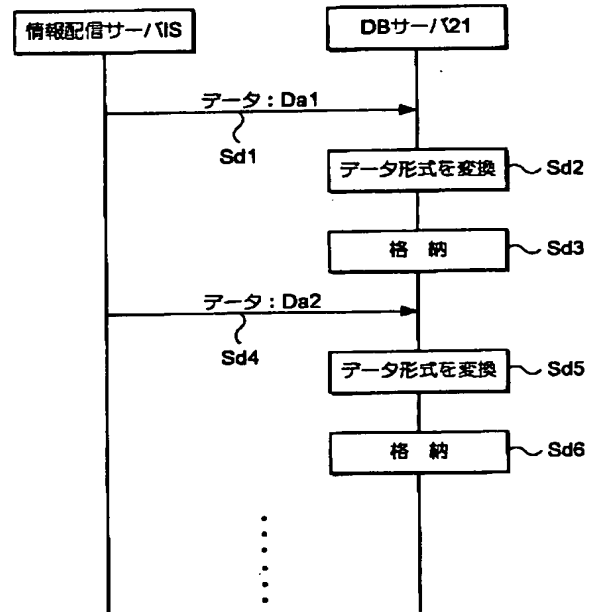 情報配信サーバIS
DBサーバ21
データ：Da1
Sd1
データ形式を変換
Sd2
格 納
Sd3
データ：Da2
Sd4
データ形式を変換
Sd5
格 納
Sd6